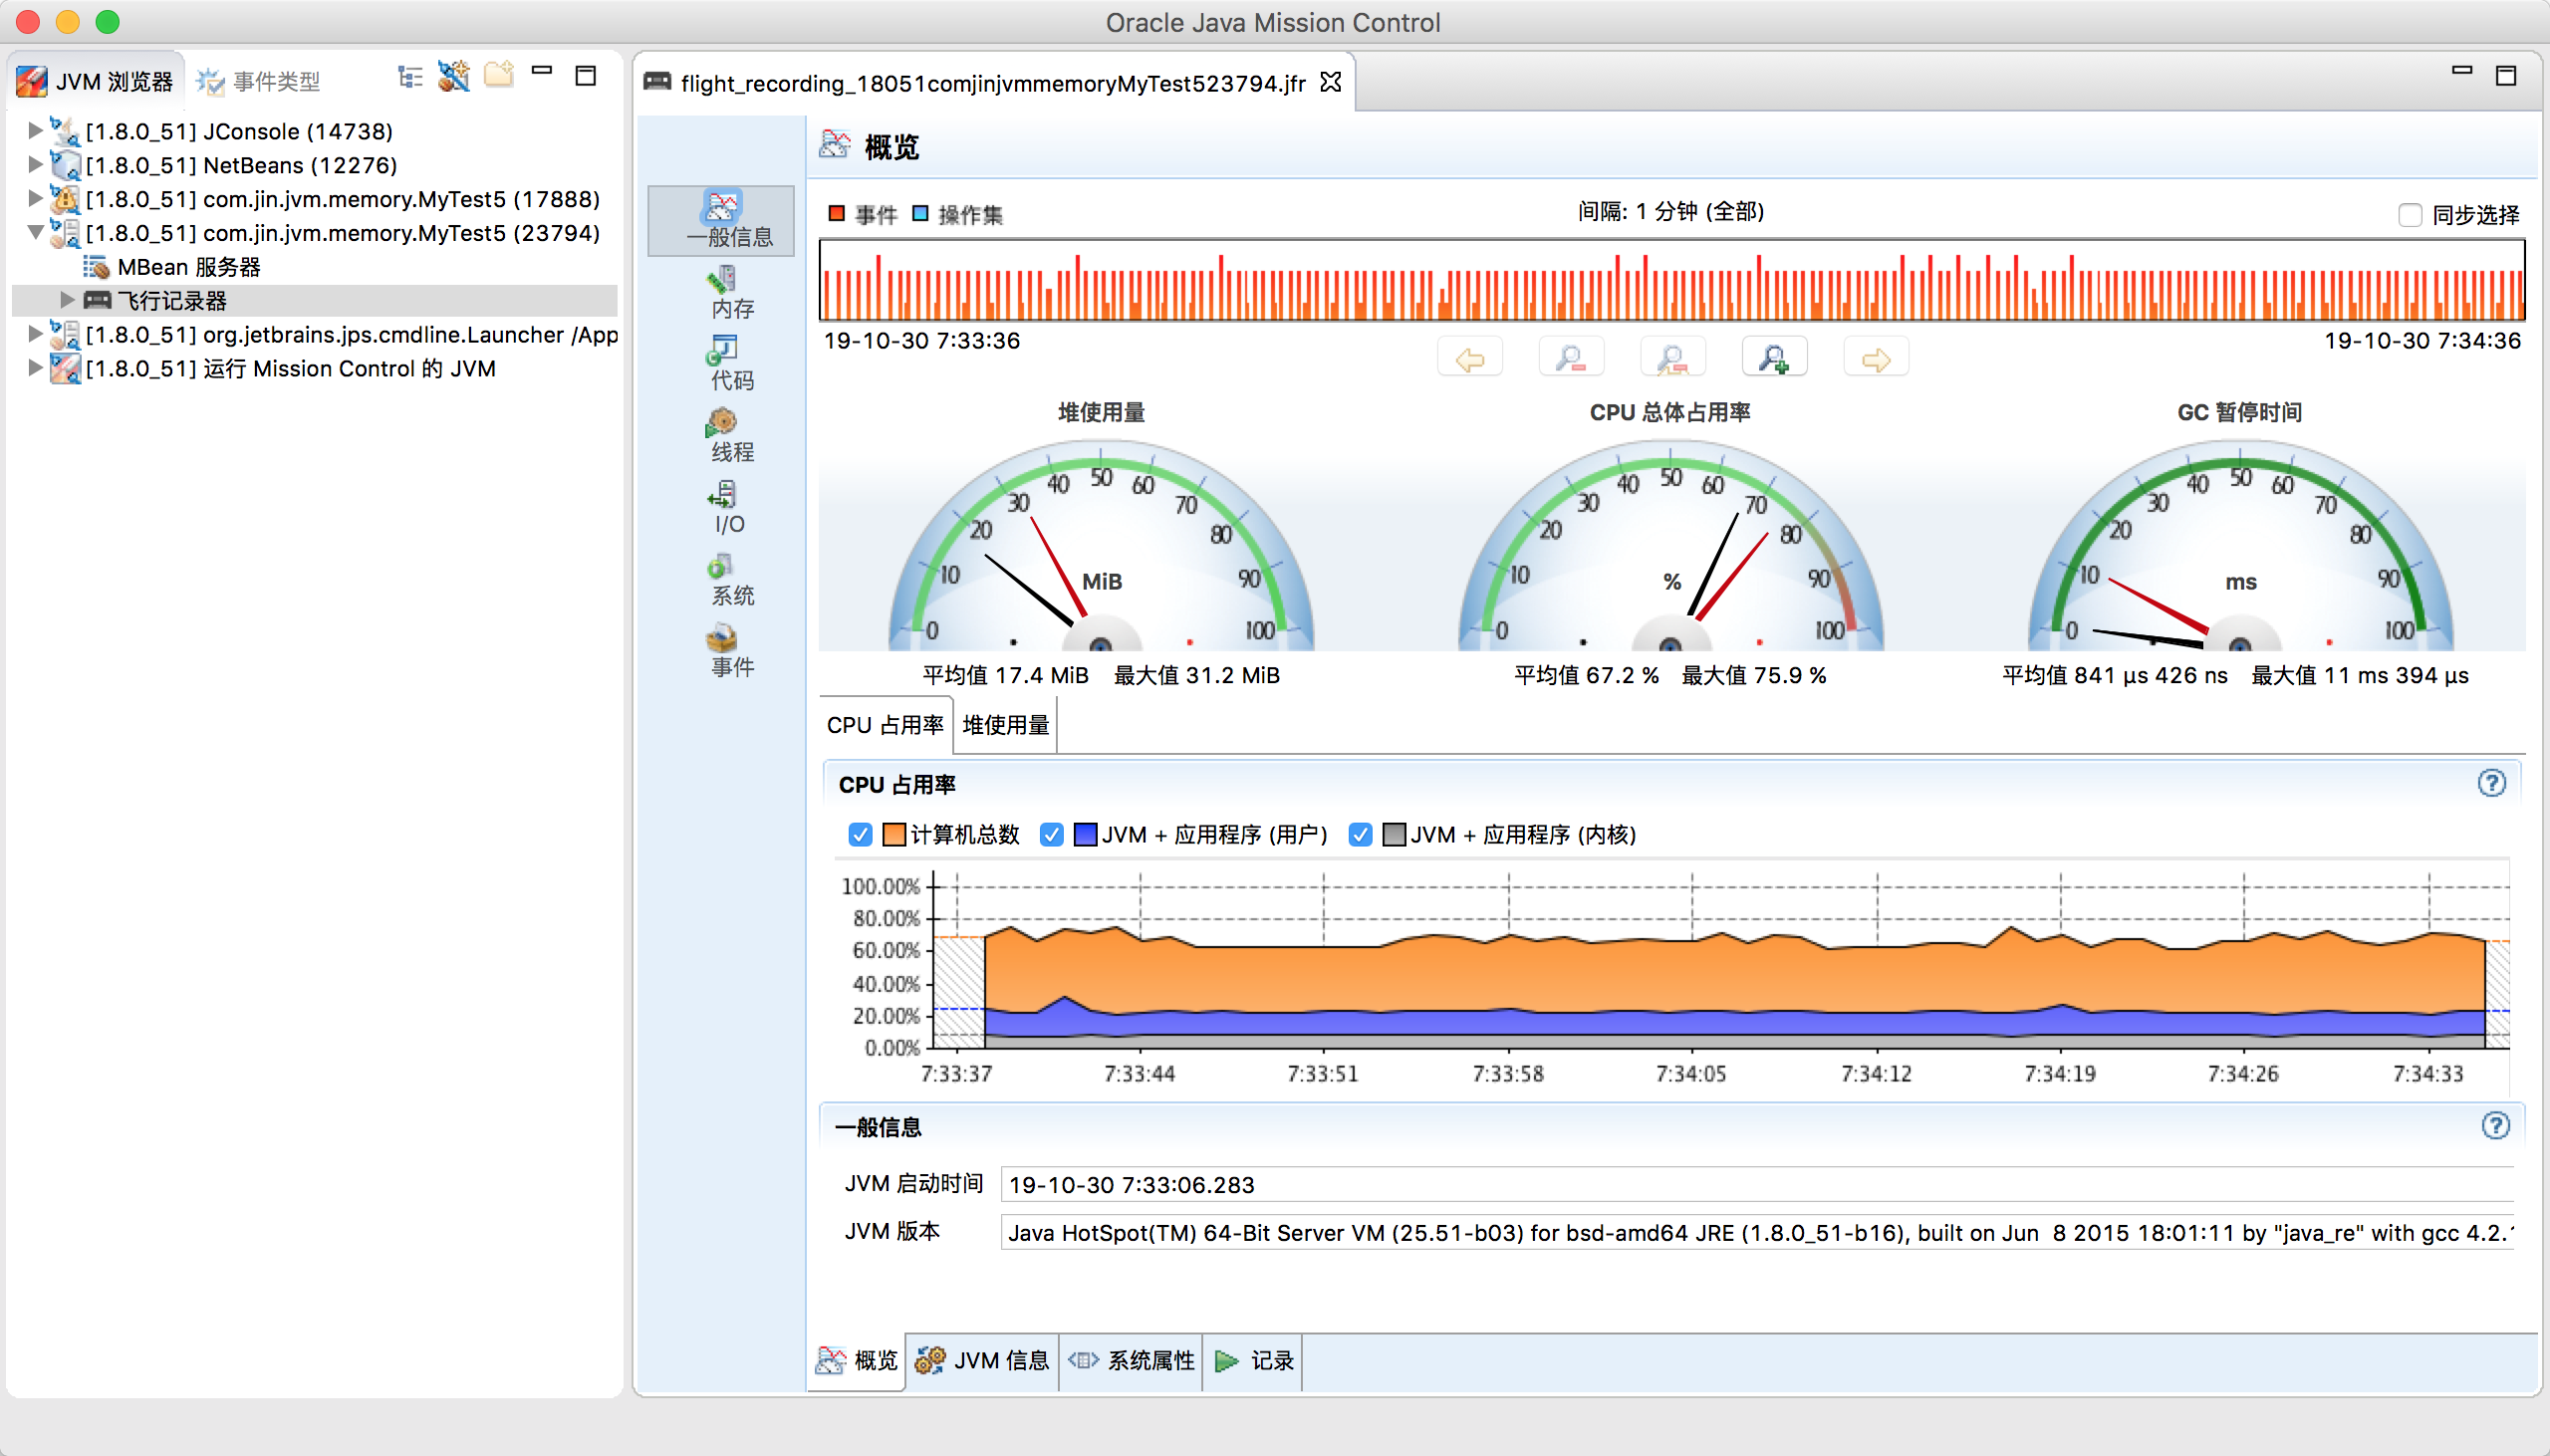 Oracle Java Mission Control
JVM 浏览器
事件类型
[1.8.0_51] JConsole (14738)
[1.8.0_51] NetBeans (12276)
[1.8.0_51] com.jin.jvm.memory.MyTest5 (17888)
[1.8.0_51] com.jin.jvm.memory.MyTest5 (23794)
MBean 服务器
飞行记录器
[1.8.0_51] org.jetbrains.jps.cmdline.Launcher /App
[1.8.0_51] 运行 Mission Control 的 JVM
flight_recording_18051comjinjvmmemoryMyTest523794.jfr
一般信息
内存
代码
线程
I/O
系统
事件
概览
事件 操作集
间隔: 1 分钟 (全部)
同步选择
19-10-30 7:33:36
19-10-30 7:34:36
堆使用量
0 10 20 30 40 50 60 70 80 90 100
MiB
平均值 17.4 MiB 最大值 31.2 MiB
CPU 总体占用率
0 10 20 30 40 50 60 70 80 90 100
%
平均值 67.2 % 最大值 75.9 %
GC 暂停时间
0 10 20 30 40 50 60 70 80 90 100
ms
平均值 841 µs 426 ns 最大值 11 ms 394 µs
CPU 占用率 堆使用量
CPU 占用率
?
计算机总数 JVM + 应用程序 (用户) JVM + 应用程序 (内核)
100.00%
80.00%
60.00%
40.00%
20.00%
0.00%
7:33:37 7:33:44 7:33:51 7:33:58 7:34:05 7:34:12 7:34:19 7:34:26 7:34:33
一般信息
?
JVM 启动时间 19-10-30 7:33:06.283
JVM 版本 Java HotSpot(TM) 64-Bit Server VM (25.51-b03) for bsd-amd64 JRE (1.8.0_51-b16), built on Jun  8 2015 18:01:11 by "java_re" with gcc 4.2.1
概览 JVM 信息 系统属性 记录